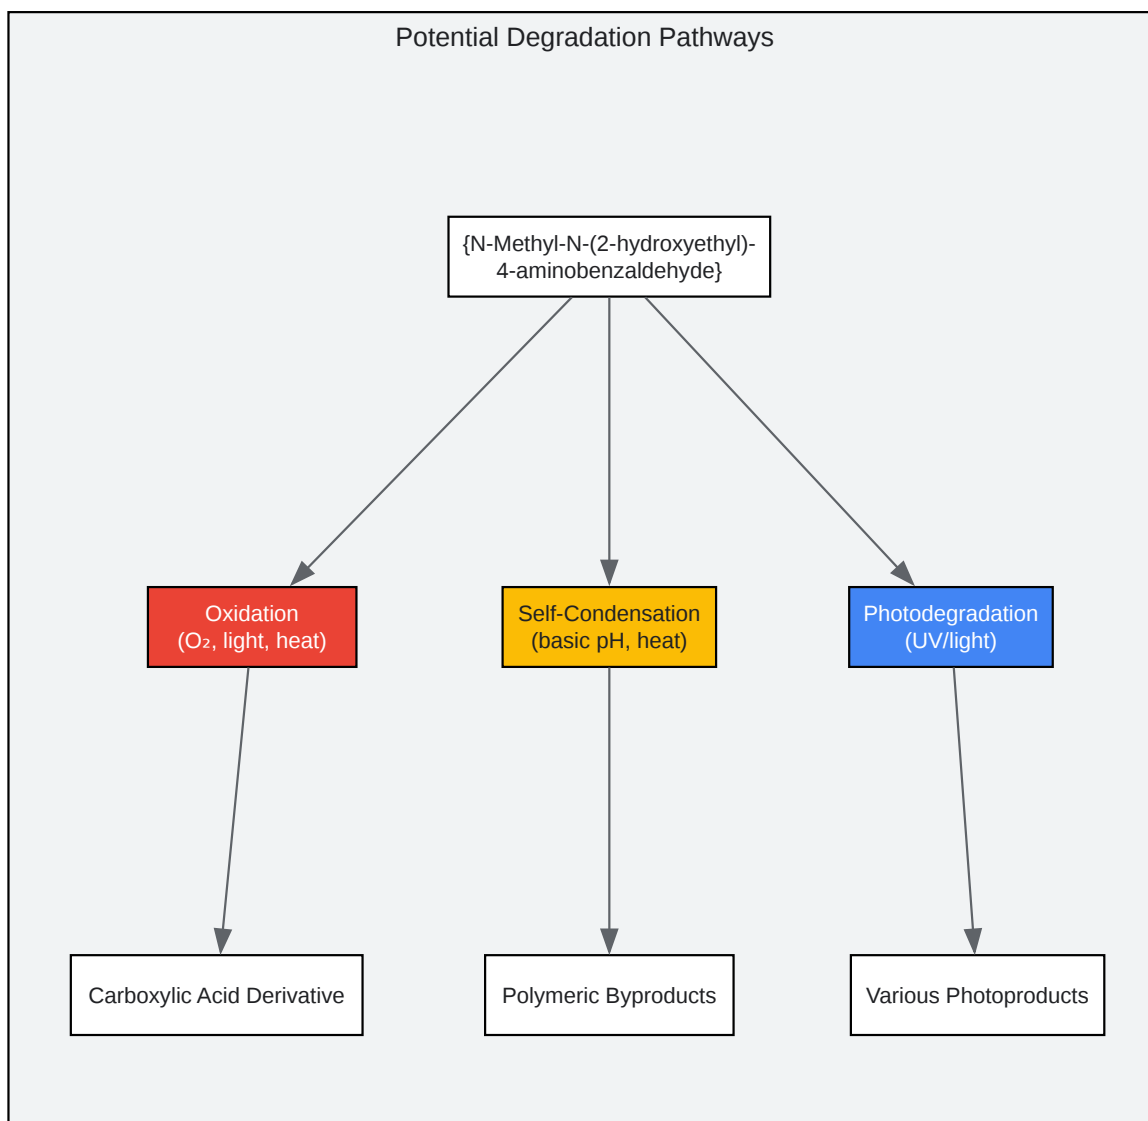 Potential Degradation Pathways
{N-Methyl-N-(2-hydroxyethyl)-
4-aminobenzaldehyde}
Oxidation
(O₂, light, heat)
Self-Condensation
(basic pH, heat)
Photodegradation
(UV/light)
Carboxylic Acid Derivative
Polymeric Byproducts
Various Photoproducts